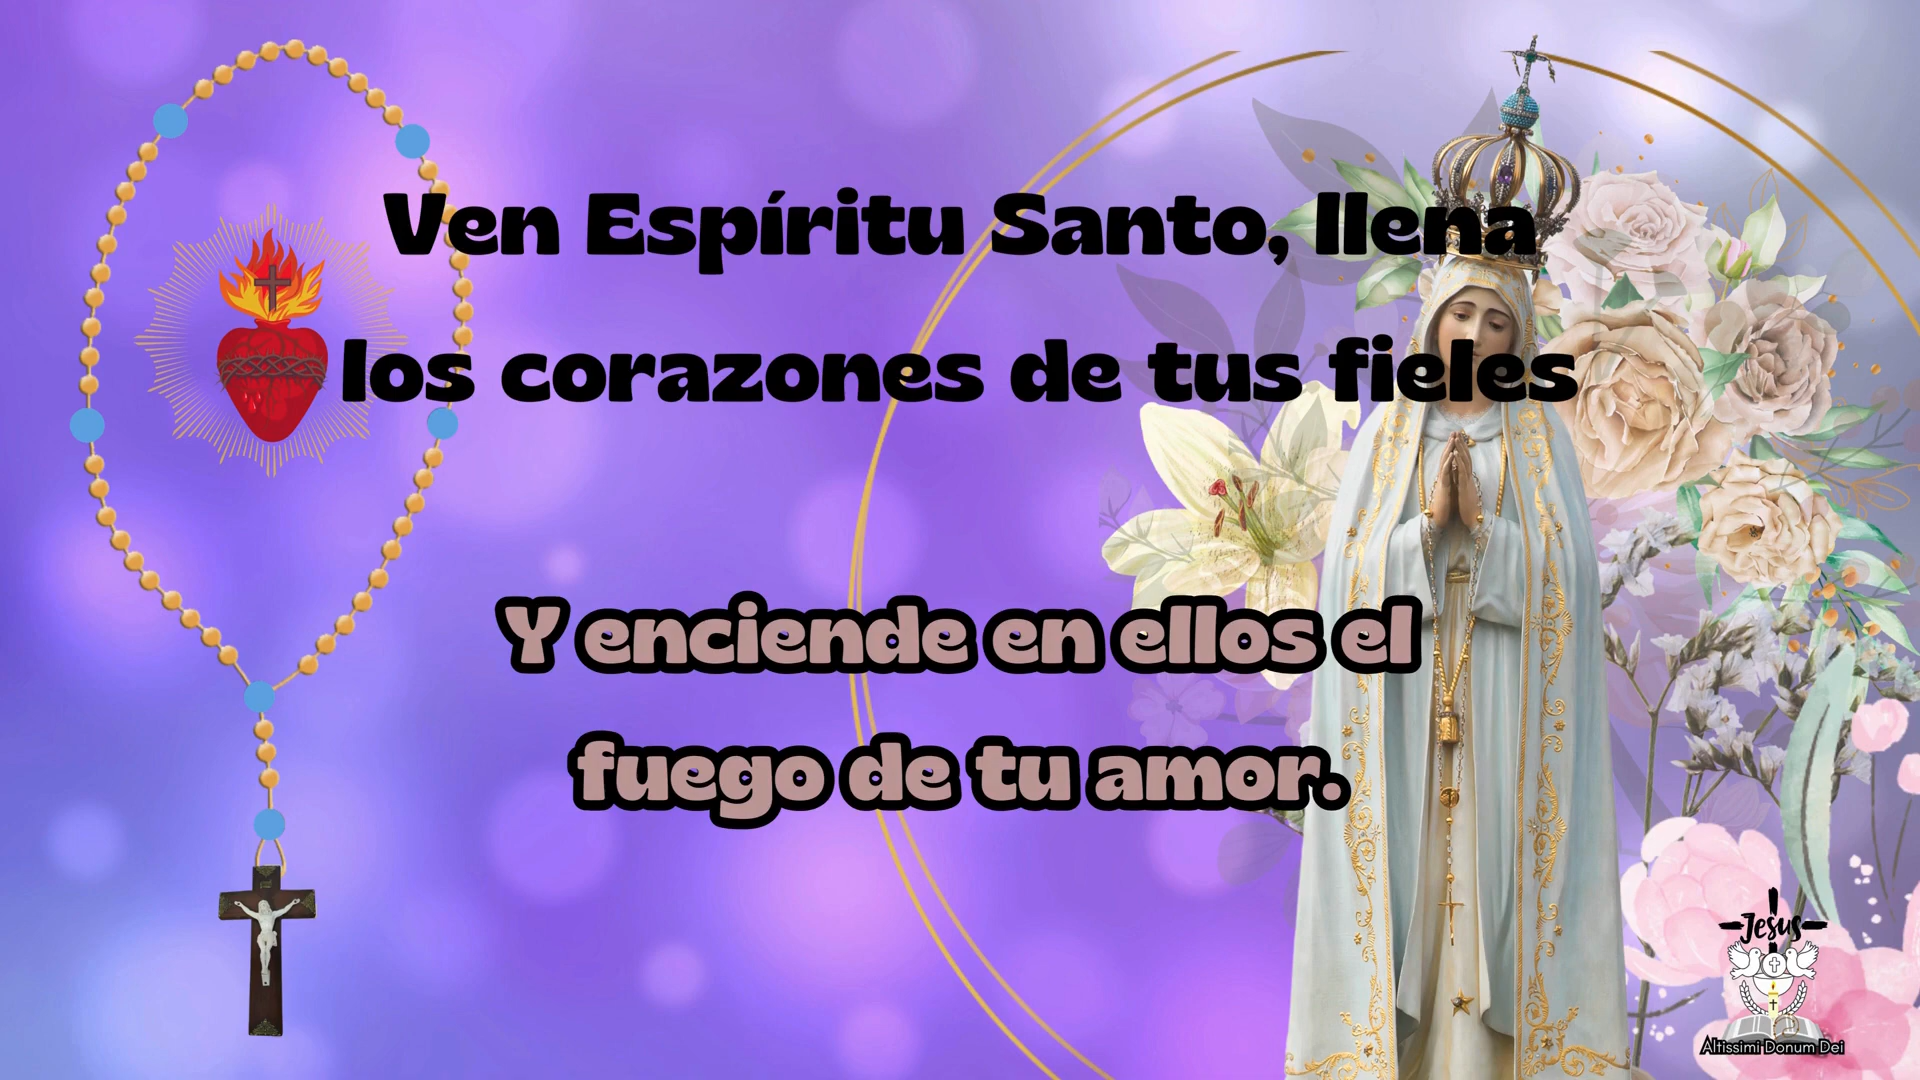 Ven Espíritu Santo, llena
los corazones de tus fieles
Y enciende en ellos el
fuego de tu amor.
Jesus
Altissimi Donum Dei